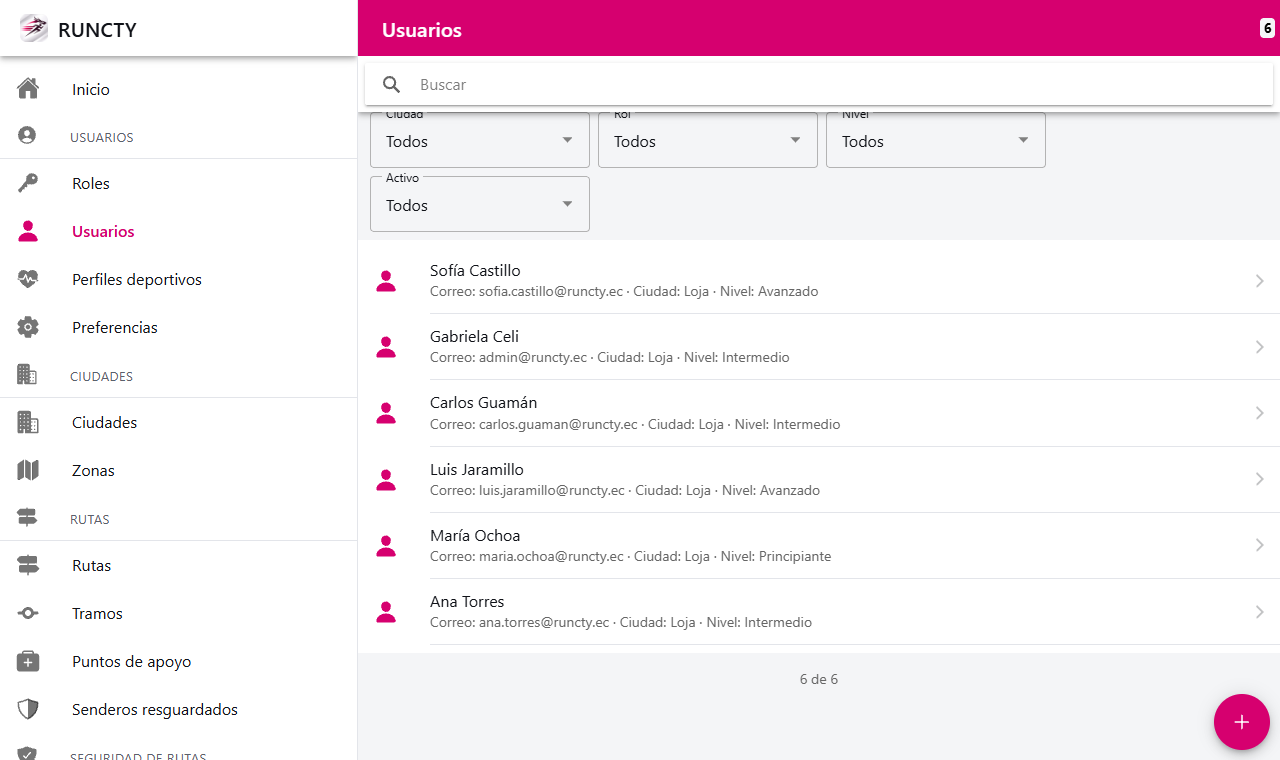 RUNCTY
Inicio
USUARIOS
Roles
Usuarios
Perfiles deportivos
Preferencias
CIUDADES
Ciudades
Zonas
RUTAS
Rutas
Tramos
Puntos de apoyo
Senderos resguardados
SEGURIDAD DE RUTAS
Usuarios
6
Buscar
Ciudad
Rol
Nivel
Todos
Todos
Todos
Activo
Todos
Sofía Castillo
Correo: sofia.castillo@runcty.ec · Ciudad: Loja · Nivel: Avanzado
Gabriela Celi
Correo: admin@runcty.ec · Ciudad: Loja · Nivel: Intermedio
Carlos Guamán
Correo: carlos.guaman@runcty.ec · Ciudad: Loja · Nivel: Intermedio
Luis Jaramillo
Correo: luis.jaramillo@runcty.ec · Ciudad: Loja · Nivel: Avanzado
María Ochoa
Correo: maria.ochoa@runcty.ec · Ciudad: Loja · Nivel: Principiante
Ana Torres
Correo: ana.torres@runcty.ec · Ciudad: Loja · Nivel: Intermedio
6 de 6